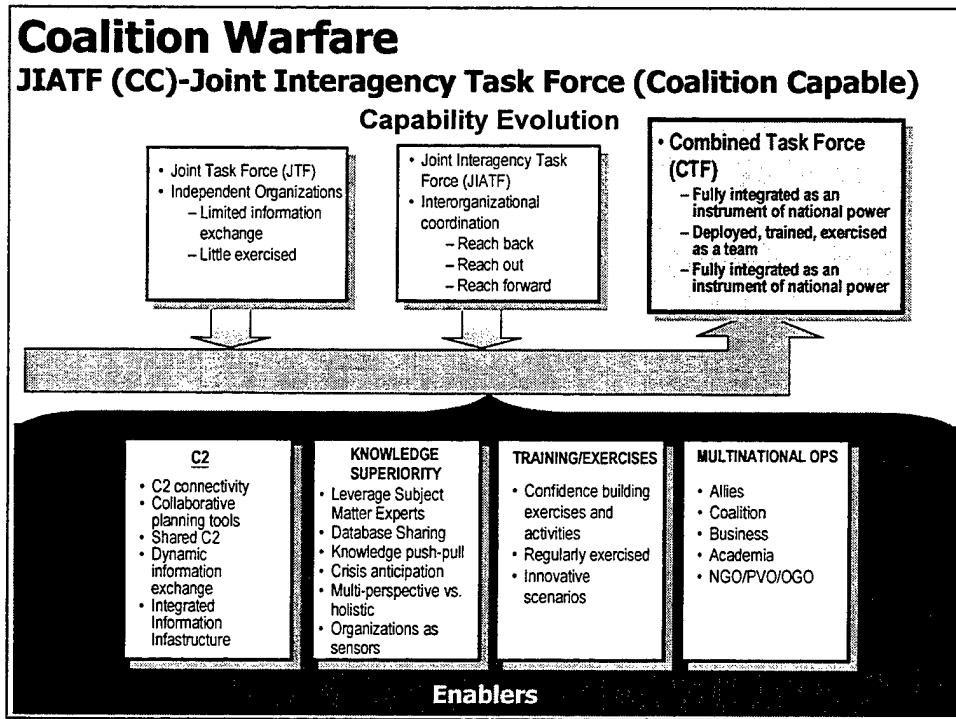 Coalition Warfare
JIATF (CC)-Joint Interagency Task Force (Coalition Capable)
Capability Evolution
• Joint Task Force (JTF)
• Independent Organizations
– Limited information
exchange
– Little exercised
• Joint Interagency Task
Force (JIATF)
• Interorganizational
coordination
– Reach back
– Reach out
– Reach forward
• Combined Task Force
(CTF)
– Fully integrated as an
instrument of national power
– Deployed, trained, exercised
as a team
– Fully integrated as an
instrument of national power
C2
• C2 connectivity
• Collaborative
planning tools
• Shared C2
• Dynamic
information
exchange
• Integrated
Information
Infastructure
KNOWLEDGE
SUPERIORITY
• Leverage Subject
Matter Experts
• Database Sharing
• Knowledge push-pull
• Crisis anticipation
• Multi-perspective vs.
holistic
• Organizations as
sensors
TRAINING/EXERCISES
• Confidence building
exercises and
activities
• Regularly exercised
• Innovative
scenarios
MULTINATIONAL OPS
• Allies
• Coalition
• Business
• Academia
• NGO/PVO/OGO
Enablers